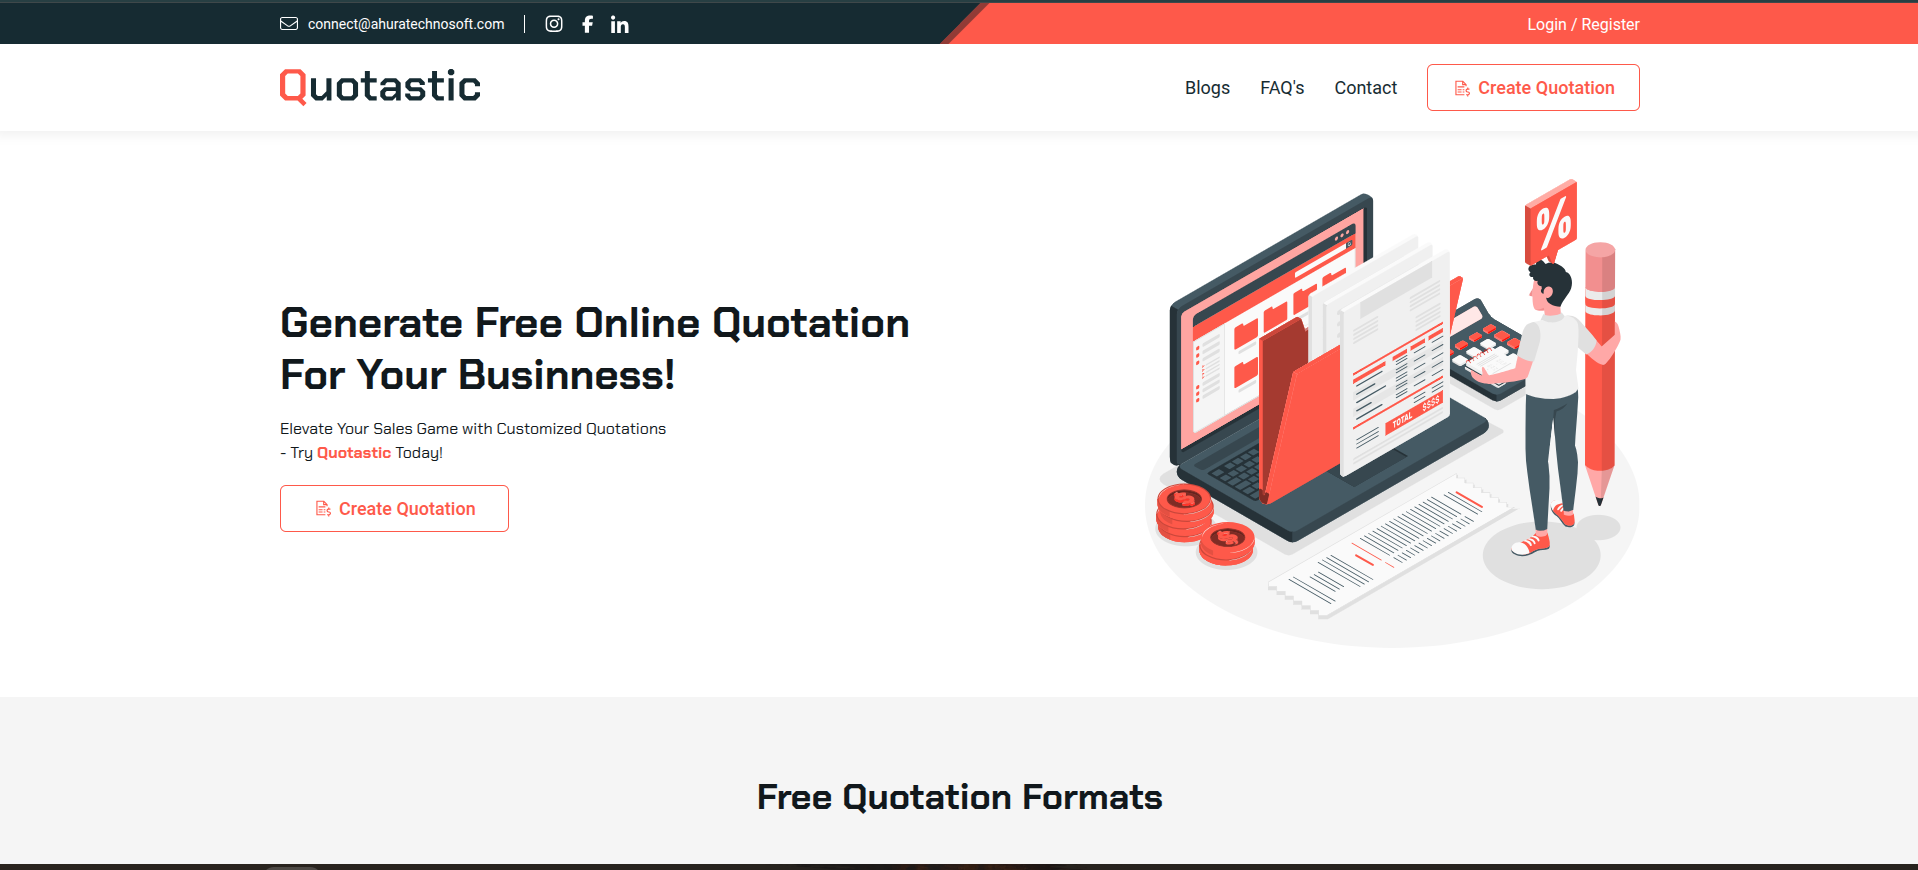 connect@ahuratechnosoft.com
Login / Register
Quotastic
Blogs
FAQ's
Contact
Create Quotation
Generate Free Online Quotation
For Your Businness!
Elevate Your Sales Game with Customized Quotations
- Try Quotastic Today!
Create Quotation
%
TOTAL $$$$
Free Quotation Formats